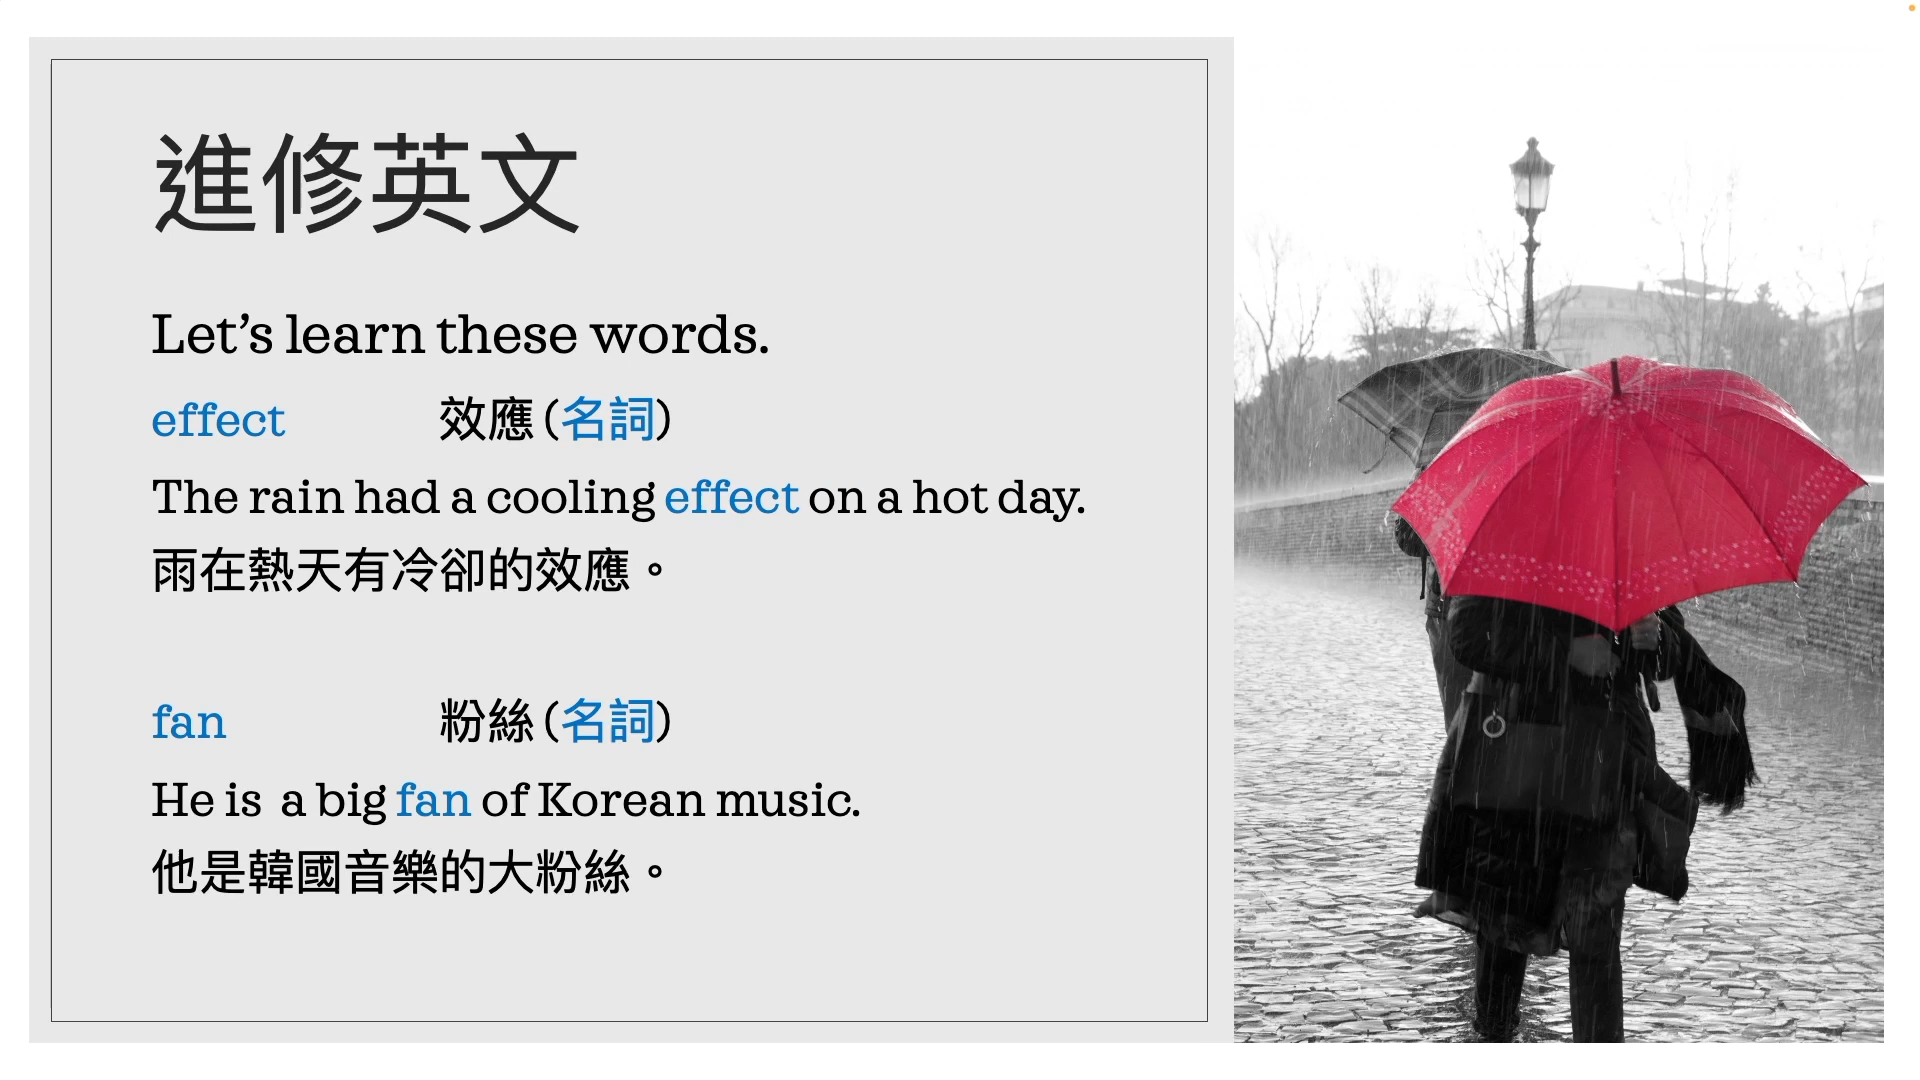 進修英文
Let’s learn these words.
effect 效應 (名詞)
The rain had a cooling effect on a hot day.
雨在熱天有冷卻的效應。
fan 粉絲 (名詞)
He is  a big fan of Korean music.
他是韓國音樂的大粉絲。